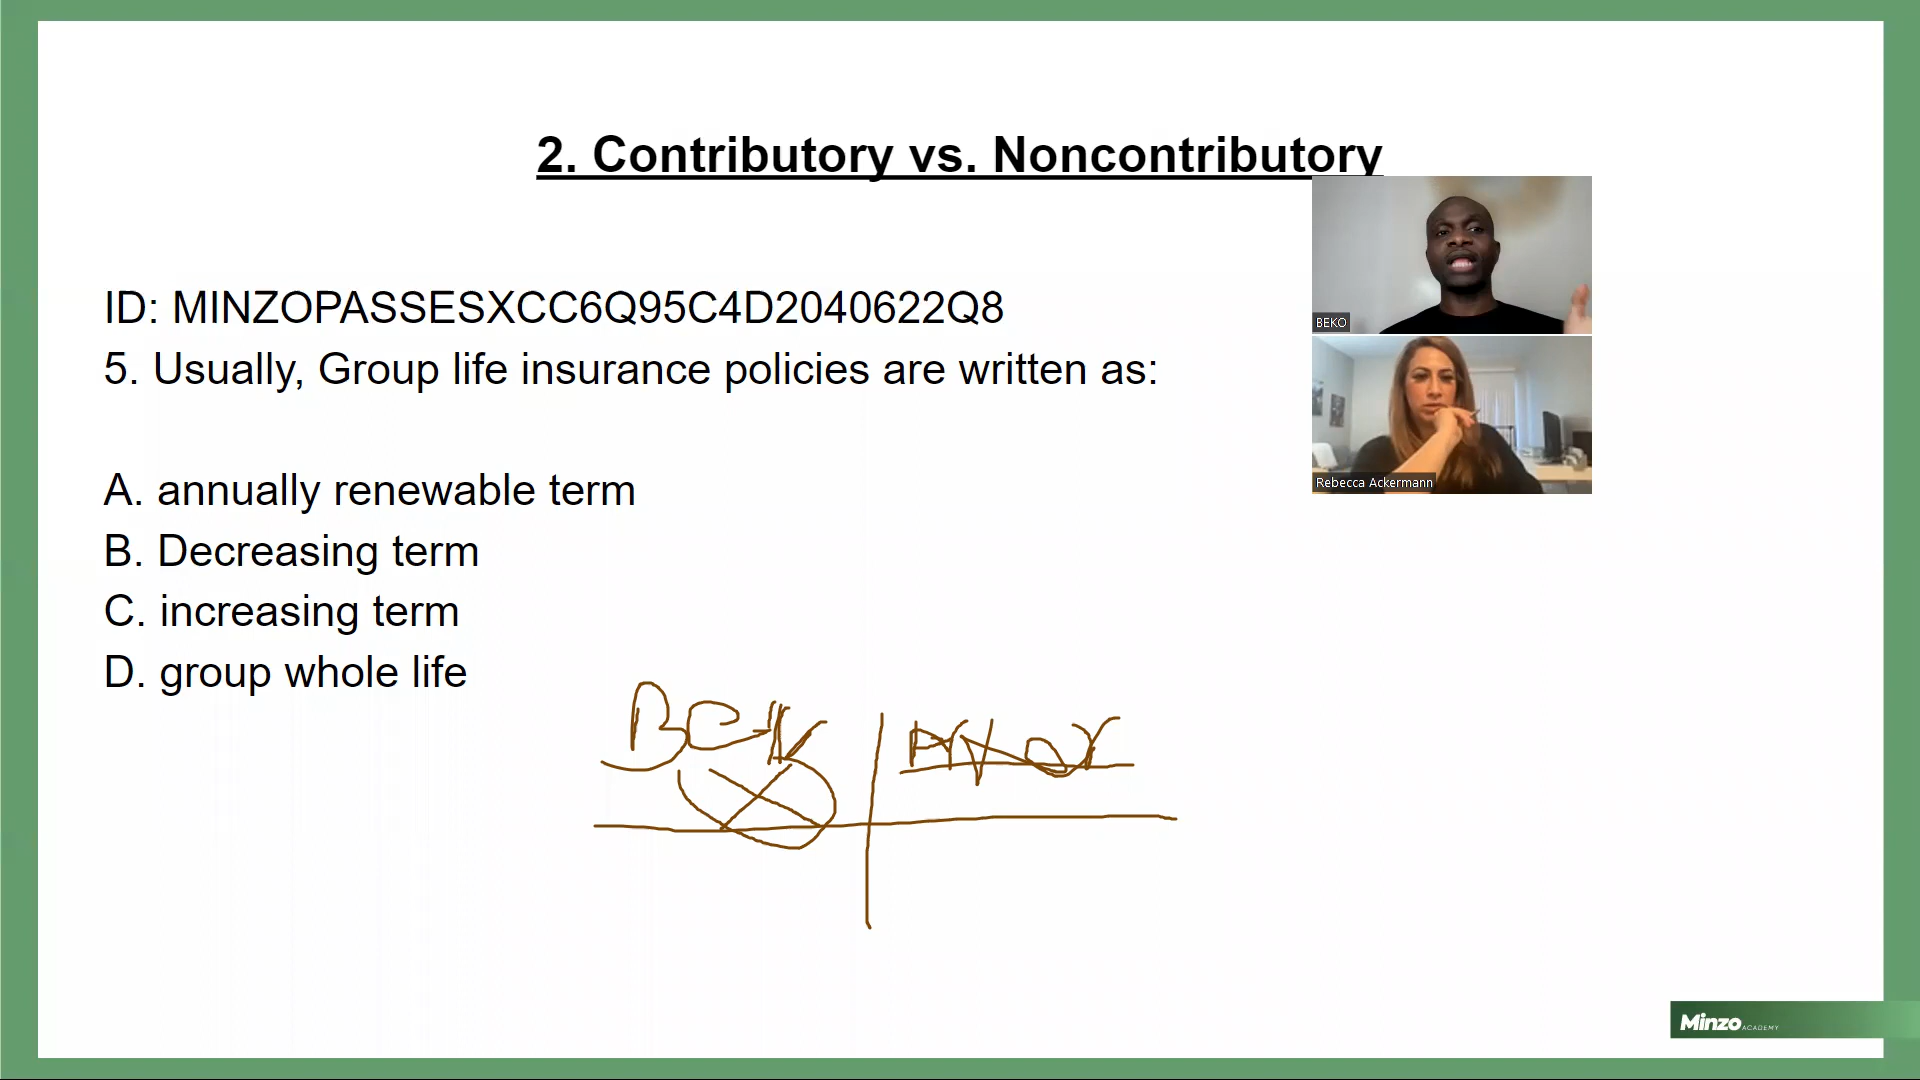 2. Contributory vs. Noncontributory
ID: MINZOPASSESXCC6Q95C4D2040622Q8
5. Usually, Group life insurance policies are written as:
A. annually renewable term
B. Decreasing term
C. increasing term
D. group whole life
BEKO
Rebecca Ackermann
Minzo ACADEMY